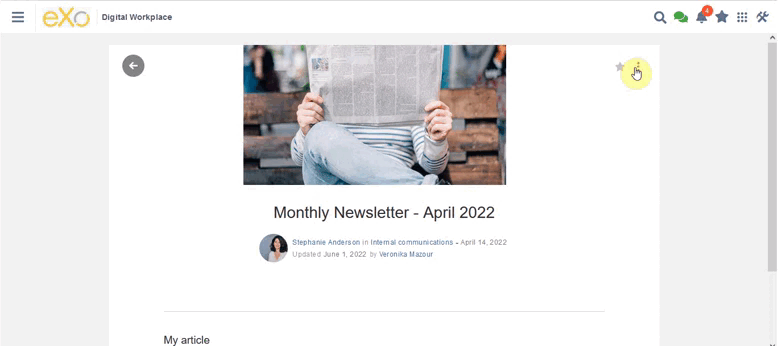 eXo
Digital Workplace
4
Monthly Newsletter - April 2022
Stephanie Anderson in Internal communications - April 14, 2022
Updated June 1, 2022 by Veronika Mazour
My article